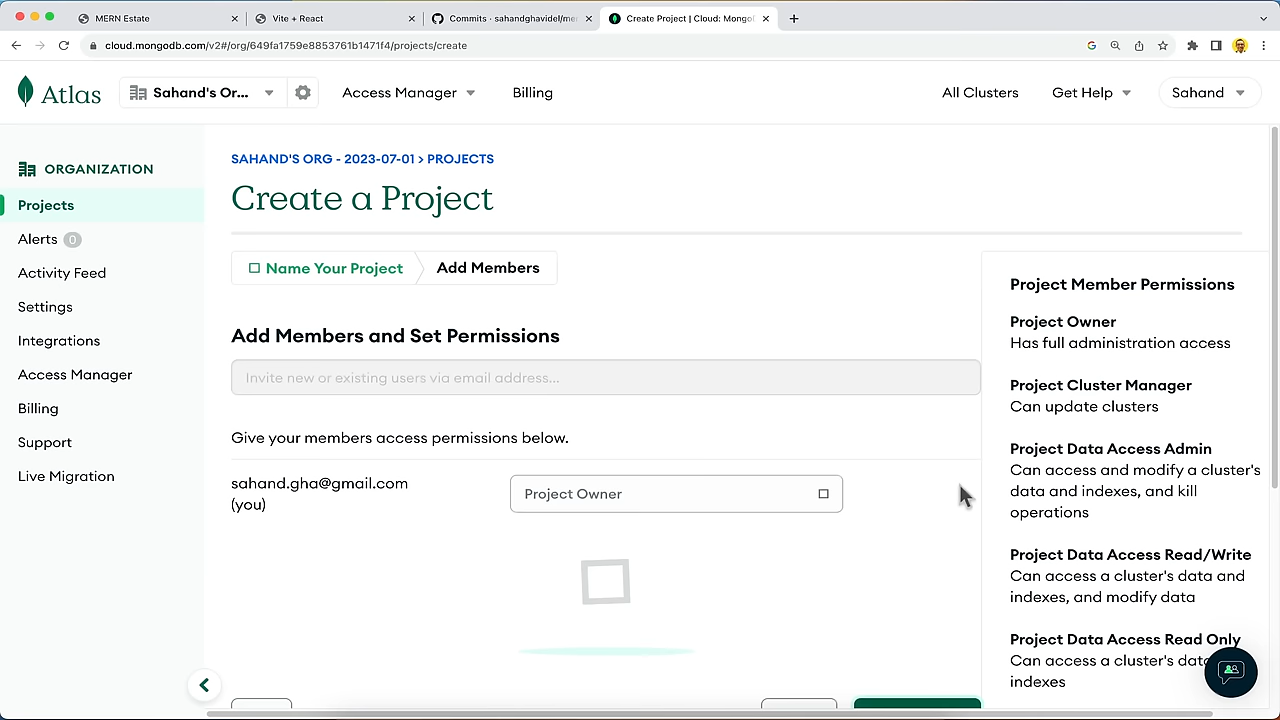 MERN Estate
Vite + React
Commits · sahandghavidel/me
Create Project | Cloud: Mongo
cloud.mongodb.com/v2#/org/649fa1759e8853761b1471f4/projects/create
Atlas
Sahand's Or...
Access Manager
Billing
All Clusters
Get Help
Sahand
ORGANIZATION
Projects
Alerts 0
Activity Feed
Settings
Integrations
Access Manager
Billing
Support
Live Migration
SAHAND'S ORG - 2023-07-01 > PROJECTS
Create a Project
Name Your Project
Add Members
Add Members and Set Permissions
Invite new or existing users via email address...
Give your members access permissions below.
sahand.gha@gmail.com
(you)
Project Owner
Project Member Permissions
Project Owner
Has full administration access
Project Cluster Manager
Can update clusters
Project Data Access Admin
Can access and modify a cluster's
data and indexes, and kill
operations
Project Data Access Read/Write
Can access a cluster's data and
indexes, and modify data
Project Data Access Read Only
Can access a cluster's data
indexes